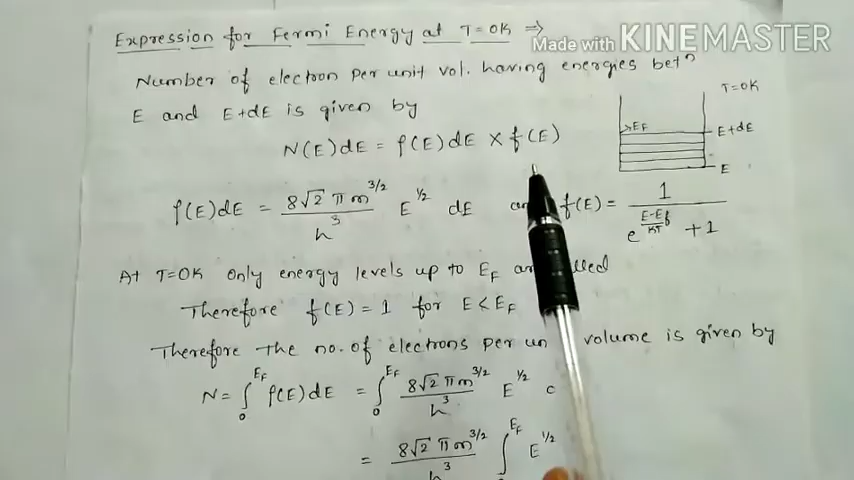 Expression for Fermi Energy at T=0K ⇒
Made with KINEMASTER
Number of electron per unit vol. having energies betn
E and E+dE is given by
T=0K
EF
E+dE
E
N(E)dE = ρ(E)dE × f(E)
ρ(E)dE = 8√2 πm^3/2 / h^3 E^1/2 dE f(E) = 1 / e^(E-Ef / KT) + 1
At T=0K only energy levels up to EF
Therefore f(E) = 1 for E < EF
Therefore the no. of electrons per volume is given by
N = ∫0^EF ρ(E)dE = ∫0^EF 8√2 πm^3/2 / h^3 E^1/2
= 8√2 πm^3/2 / h^3 ∫^EF E^1/2